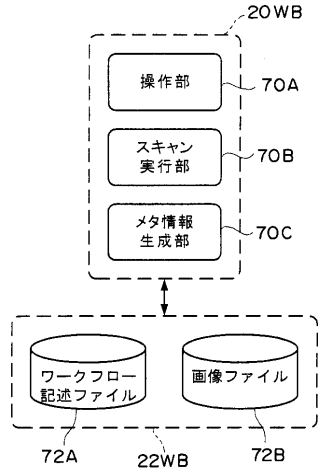 20WB
操作部
70A
スキャン
実行部
70B
メタ情報
生成部
70C
ワークフロー
記述ファイル
画像ファイル
72A
22WB
72B